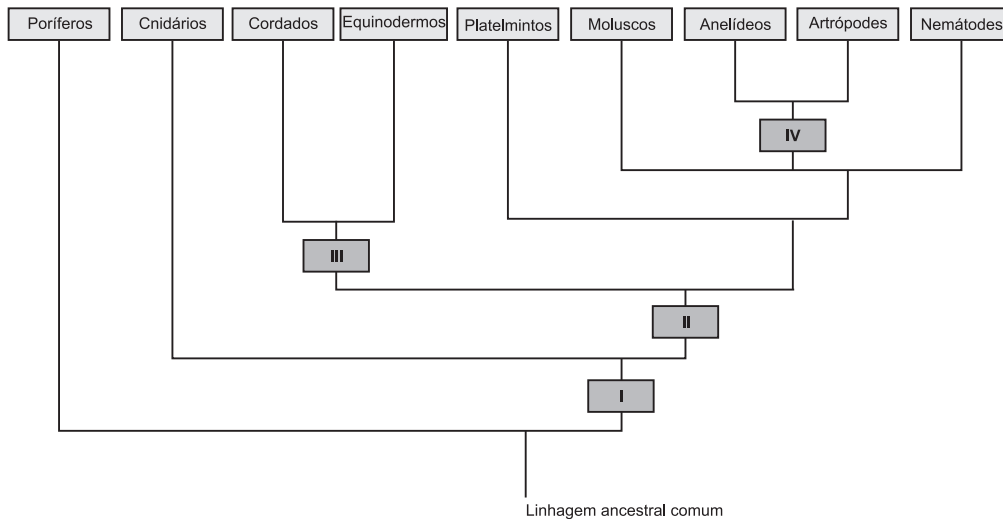 Poríferos Cnidários Cordados Equinodermos Platelmintos Moluscos Anelídeos Artrópodes Nemátodes
IV
III
II
I
Linhagem ancestral comum